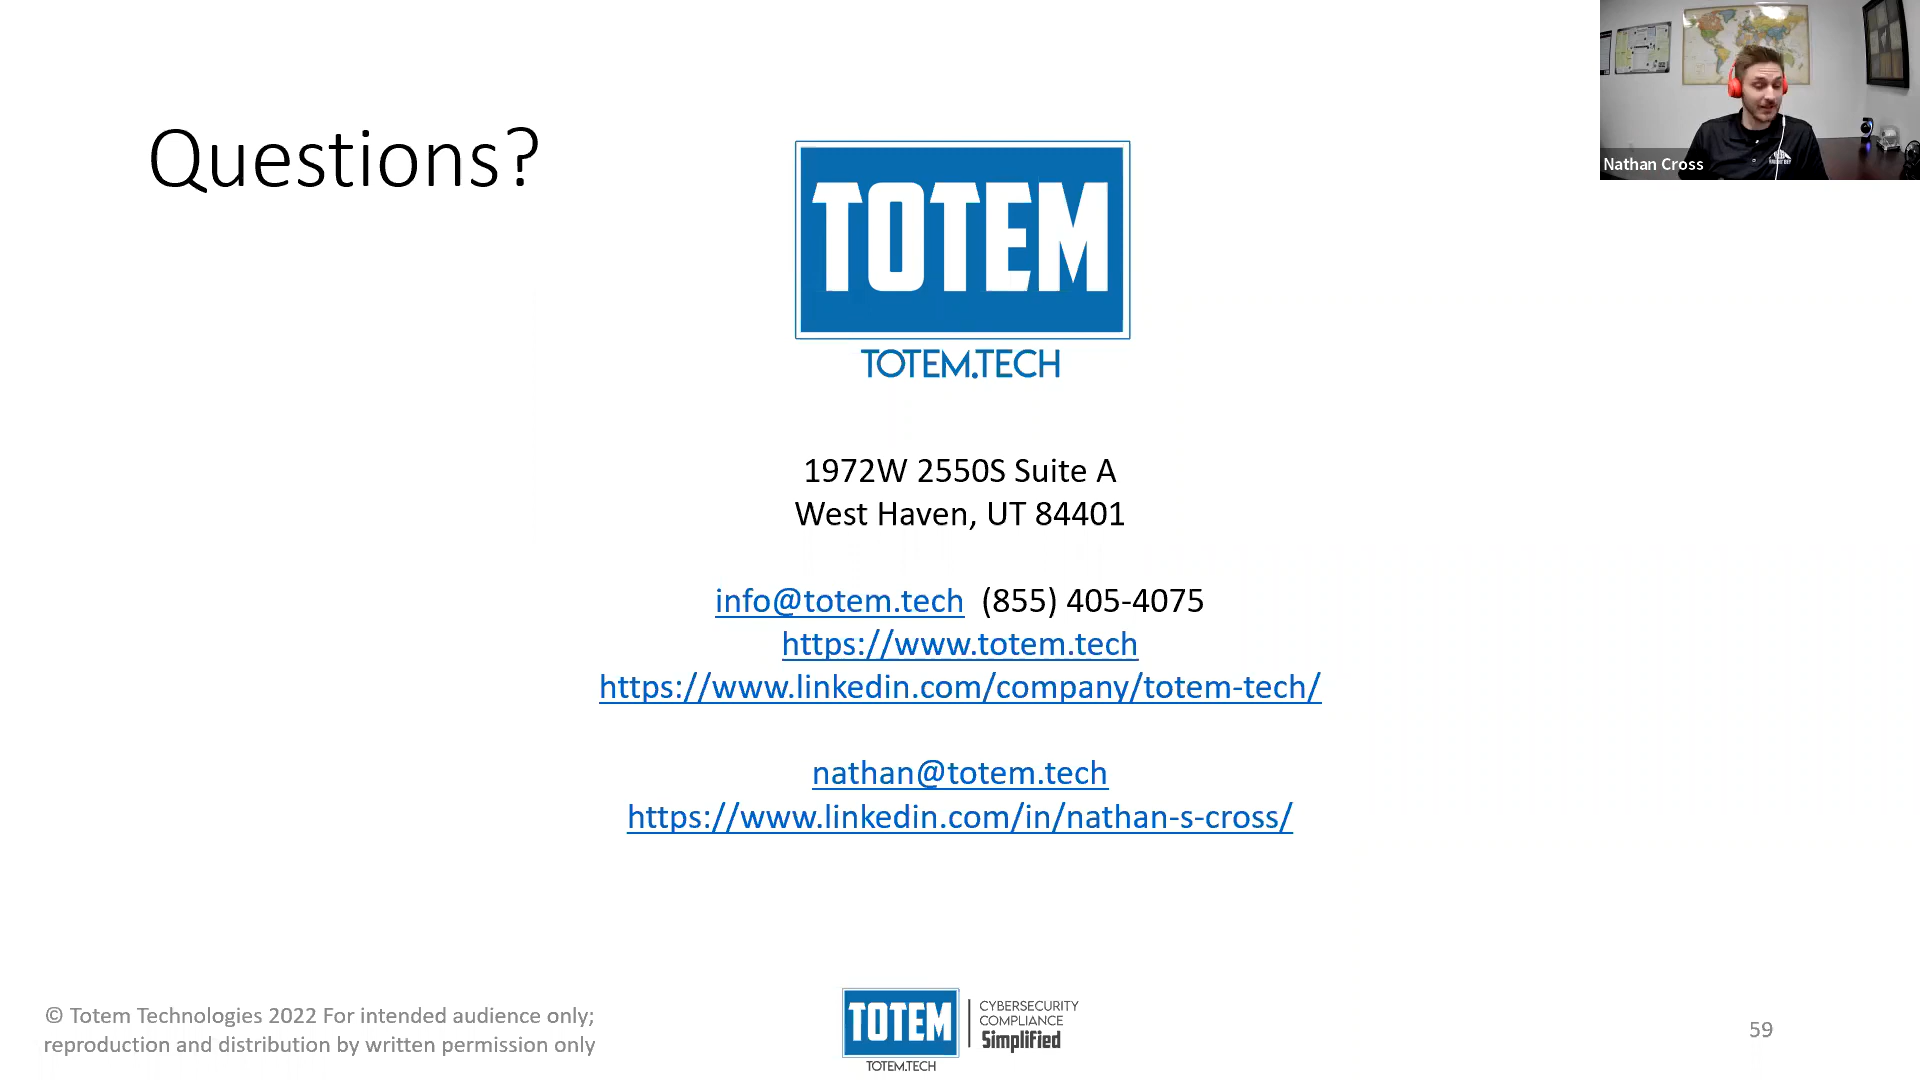 Questions?
Nathan Cross
TOTEM
TOTEM.TECH
1972W 2550S Suite A
West Haven, UT 84401
info@totem.tech (855) 405-4075
https://www.totem.tech
https://www.linkedin.com/company/totem-tech/
nathan@totem.tech
https://www.linkedin.com/in/nathan-s-cross/
© Totem Technologies 2022 For intended audience only;
reproduction and distribution by written permission only
TOTEM
TOTEM.TECH
CYBERSECURITY
COMPLIANCE
Simplified
59